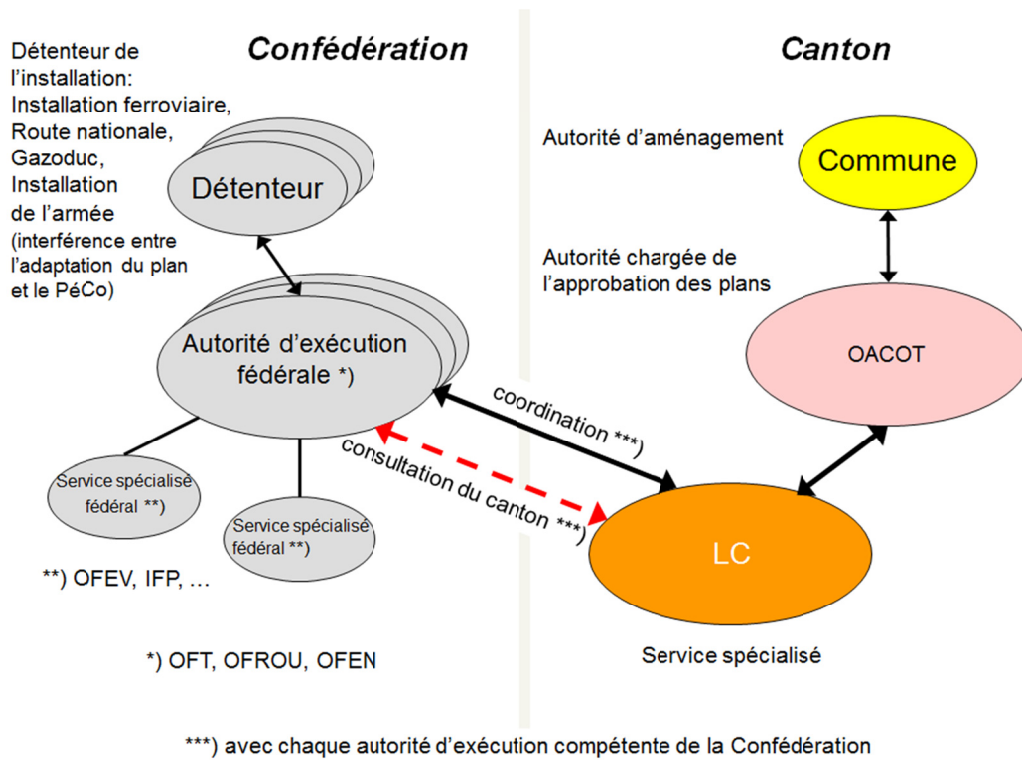 Confédération
Canton
Détenteur de
l'installation:
Installation ferroviaire,
Route nationale,
Gazoduc,
Installation
de l'armée
(interférence entre
l'adaptation du plan
et le PéCo)
Détenteur
Autorité d'aménagement
Commune
Autorité chargée de
l'approbation des plans
Autorité d'exécution
fédérale *)
OACOT
coordination ***)
consultation du canton ***)
Service spécialisé
fédéral **)
Service spécialisé
fédéral **)
LC
**) OFEV, IFP, ...
*) OFT, OFROU, OFEN
Service spécialisé
***) avec chaque autorité d'exécution compétente de la Confédération